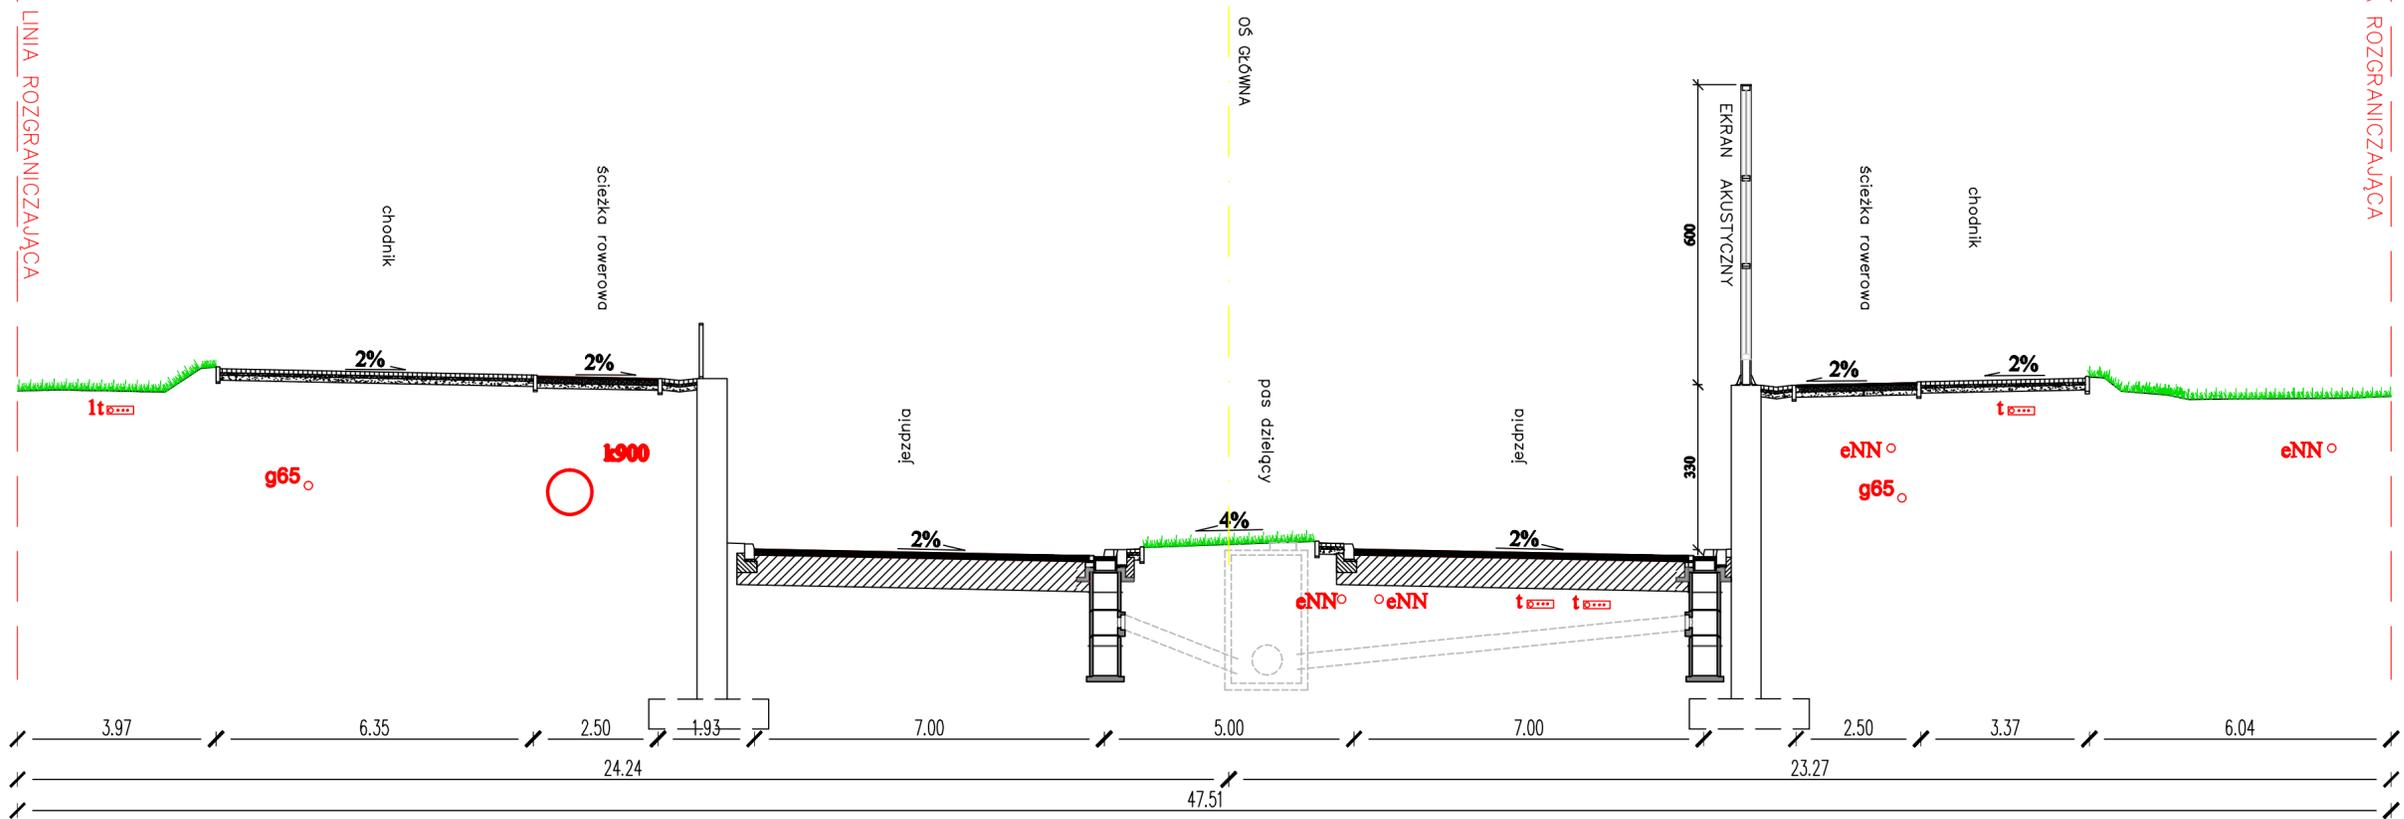 LINIA ROZGRANICZAJĄCA
OŚ GŁÓWNA
ROZGRANICZAJĄCA
chodnik
ścieżka rowerowa
EKRAN AKUSTYCZNY
600
ścieżka rowerowa
chodnik
2%
2%
2%
2%
1t
t
jezdnia
pas dzielący
jezdnia
330
k900
eNN
eNN
g65
g65
2%
4%
2%
eNN
eNN
t
t
3.97
6.35
2.50
1.93
7.00
5.00
7.00
2.50
3.37
6.04
24.24
23.27
47.51